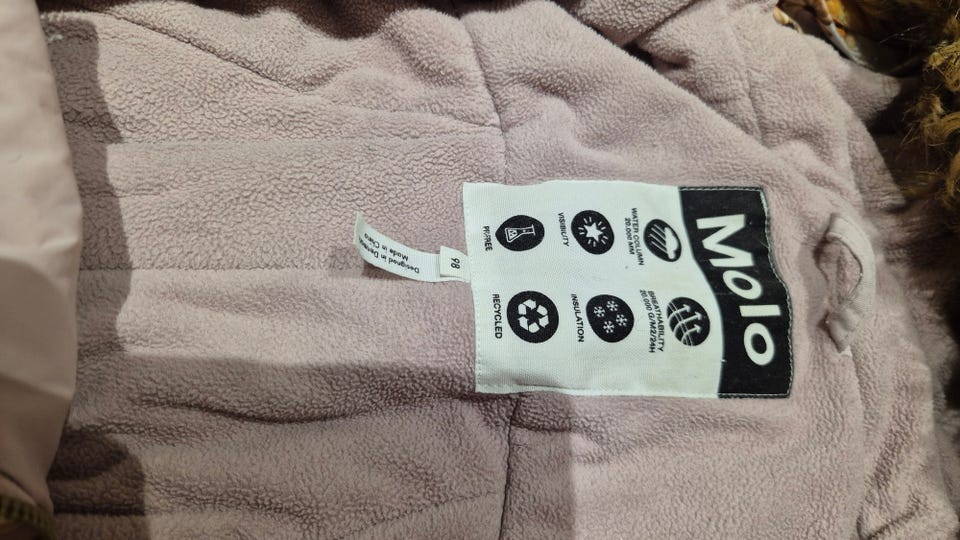 Molo
WATER COLUMN
20.000 MM
BREATHABILITY
20.000 G/M2/24H
VISIBILITY
INSULATION
PFFREE
RECYCLED
98
Designed in Denmark
Made in China